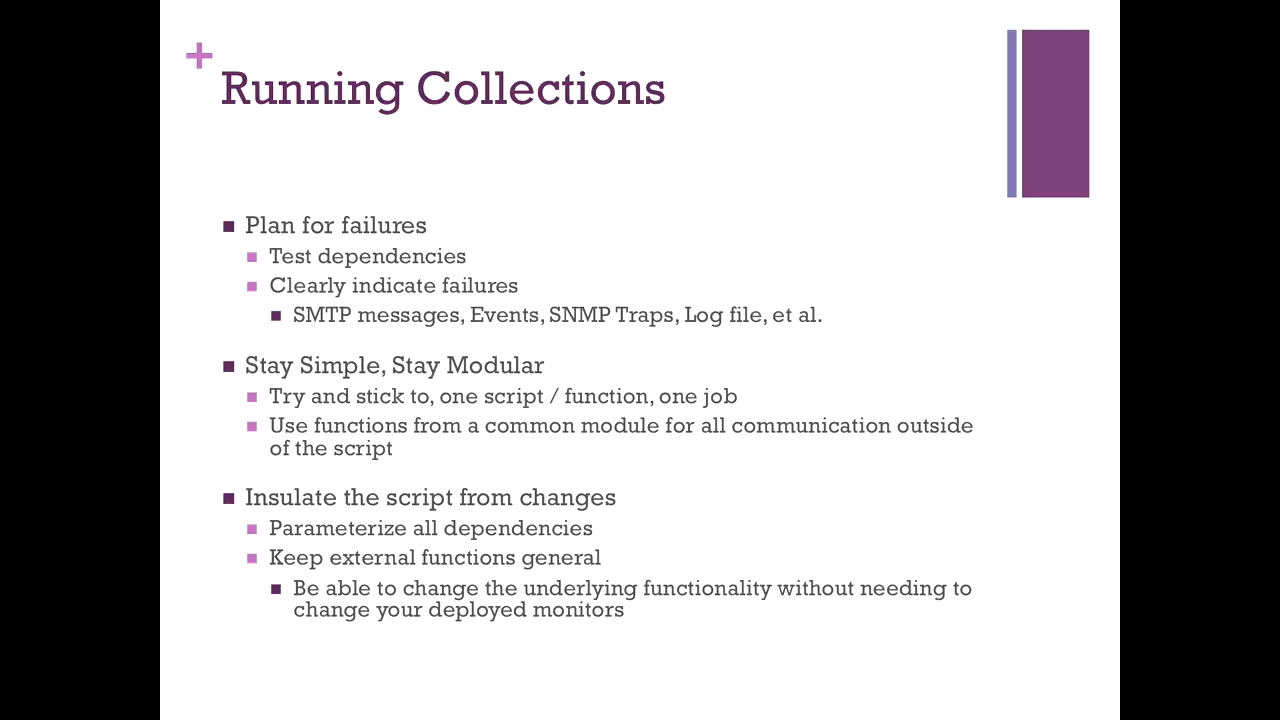 +
Running Collections
Plan for failures
Test dependencies
Clearly indicate failures
SMTP messages, Events, SNMP Traps, Log file, et al.
Stay Simple, Stay Modular
Try and stick to, one script / function, one job
Use functions from a common module for all communication outside
of the script
Insulate the script from changes
Parameterize all dependencies
Keep external functions general
Be able to change the underlying functionality without needing to
change your deployed monitors